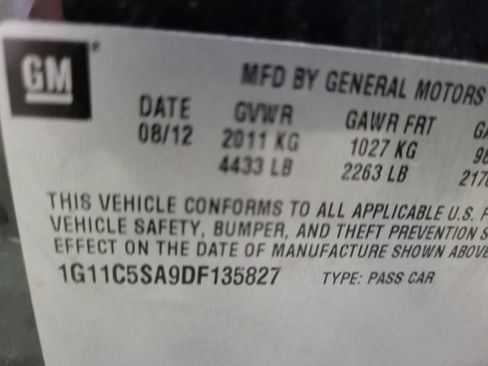 GM
MFD BY GENERAL MOTORS
DATE GVWR GAWR FRT
08/12 2011 KG 1027 KG
4433 LB 2263 LB
THIS VEHICLE CONFORMS TO ALL APPLICABLE U.S.
VEHICLE SAFETY, BUMPER, AND THEFT PREVENTION
EFFECT ON THE DATE OF MANUFACTURE SHOWN
1G11C5SA9DF135827 TYPE: PASS CAR